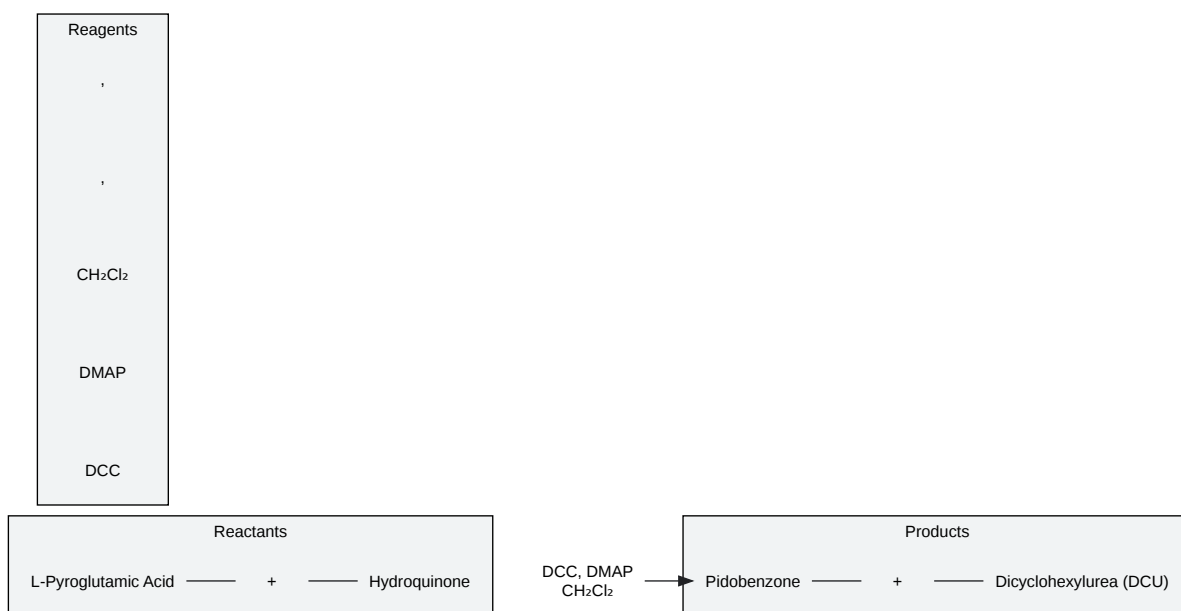 Reagents
,
,
CH₂Cl₂
DMAP
DCC
Reactants
L-Pyroglutamic Acid + Hydroquinone
DCC, DMAP
CH₂Cl₂
Products
Pidobenzone + Dicyclohexylurea (DCU)